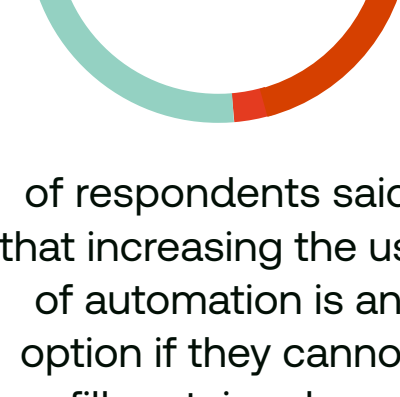 of respondents said
that increasing the us
of automation is an
option if they canno